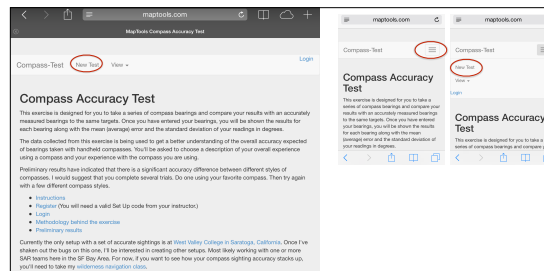 maptools.com
MapTools Compass Accuracy Test
Login
Compass-Test New Test View
Compass Accuracy Test
This exercise is designed for you to take a series of compass bearings and compare your results with an accurately
measured bearings to the same targets. Once you have entered your bearings, you will be shown the results for
each bearing along with the mean (average) error and the standard deviation of your readings in degrees.
The data collected from this exercise is being used to get a better understanding of the overall accuracy expected
of bearings taken with handheld compasses. You'll be asked to choose a description of your overall experience
using a compass and your experience with the compass you are using.
Preliminary results have indicated that there is a significant accuracy difference between different styles of
compasses. I would suggest that you complete several trials. Do one using your favorite compass. Then try again
with a few different compass styles.
Instructions
Register (You will need a valid Set Up code from your instructor.)
Login
Methodology behind the exercise
Preliminary results
Currently the only setup with a set of accurate sightings is at West Valley College in Saratoga, California. Once I've
shaken out the bugs on this one, I'll be interested in creating other setups. Most likely working with one or more
SAR teams here in the SF Bay Area. For now, if you want to see how your compass sighting accuracy stacks up,
you'll need to take my wilderness navigation class.
maptools.com
Compass-Test
Compass Accuracy
Test
This exercise is designed for you to take a
series of compass bearings and compare your
results with an accurately measured bearings
to the same targets. Once you have entered
your bearings, you will be shown the results
for each bearing along with the mean
(average) error and the standard deviation of
your readings in degrees.
maptools.com
Compass-Test
New Test
View
Login
Compass Accuracy
Test
This exercise is designed for you to take a
series of compass bearings and compare